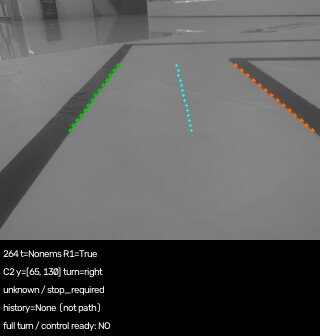 264 t=Nonems R1=True
C2 y=[65, 130] turn=right
unknown / stop_required
history=None (not path)
full turn / control ready: NO